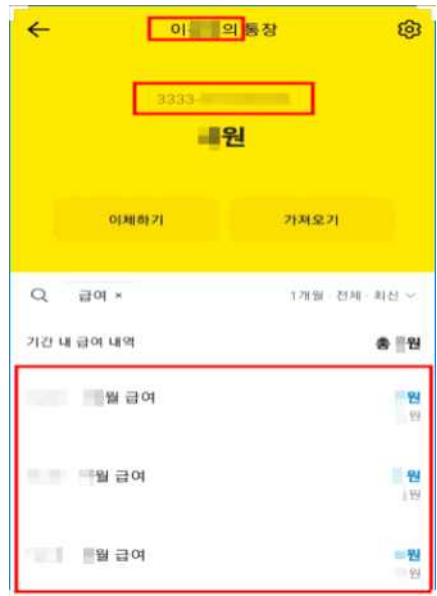 이 의 통장
3333-
원
이체하기 가져오기
급여 × 1개월 · 전체 · 최신
기간 내 급여 내역 총 원
월 급여 원
원
월 급여 원
원
월 급여 원
원